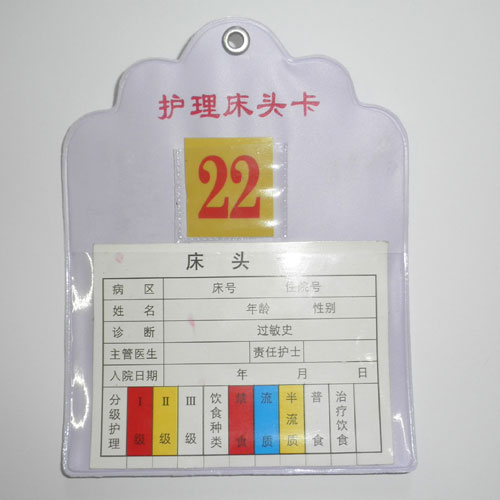 护理床头卡
22
床头
病区 床号 住院号
姓名 年龄 性别
诊断 过敏史
主管医生 责任护士
入院日期 年 月 日
分级护理 Ⅰ级 Ⅱ级 Ⅲ级 饮食种类 禁食 流质 半流质 普食 治疗饮食